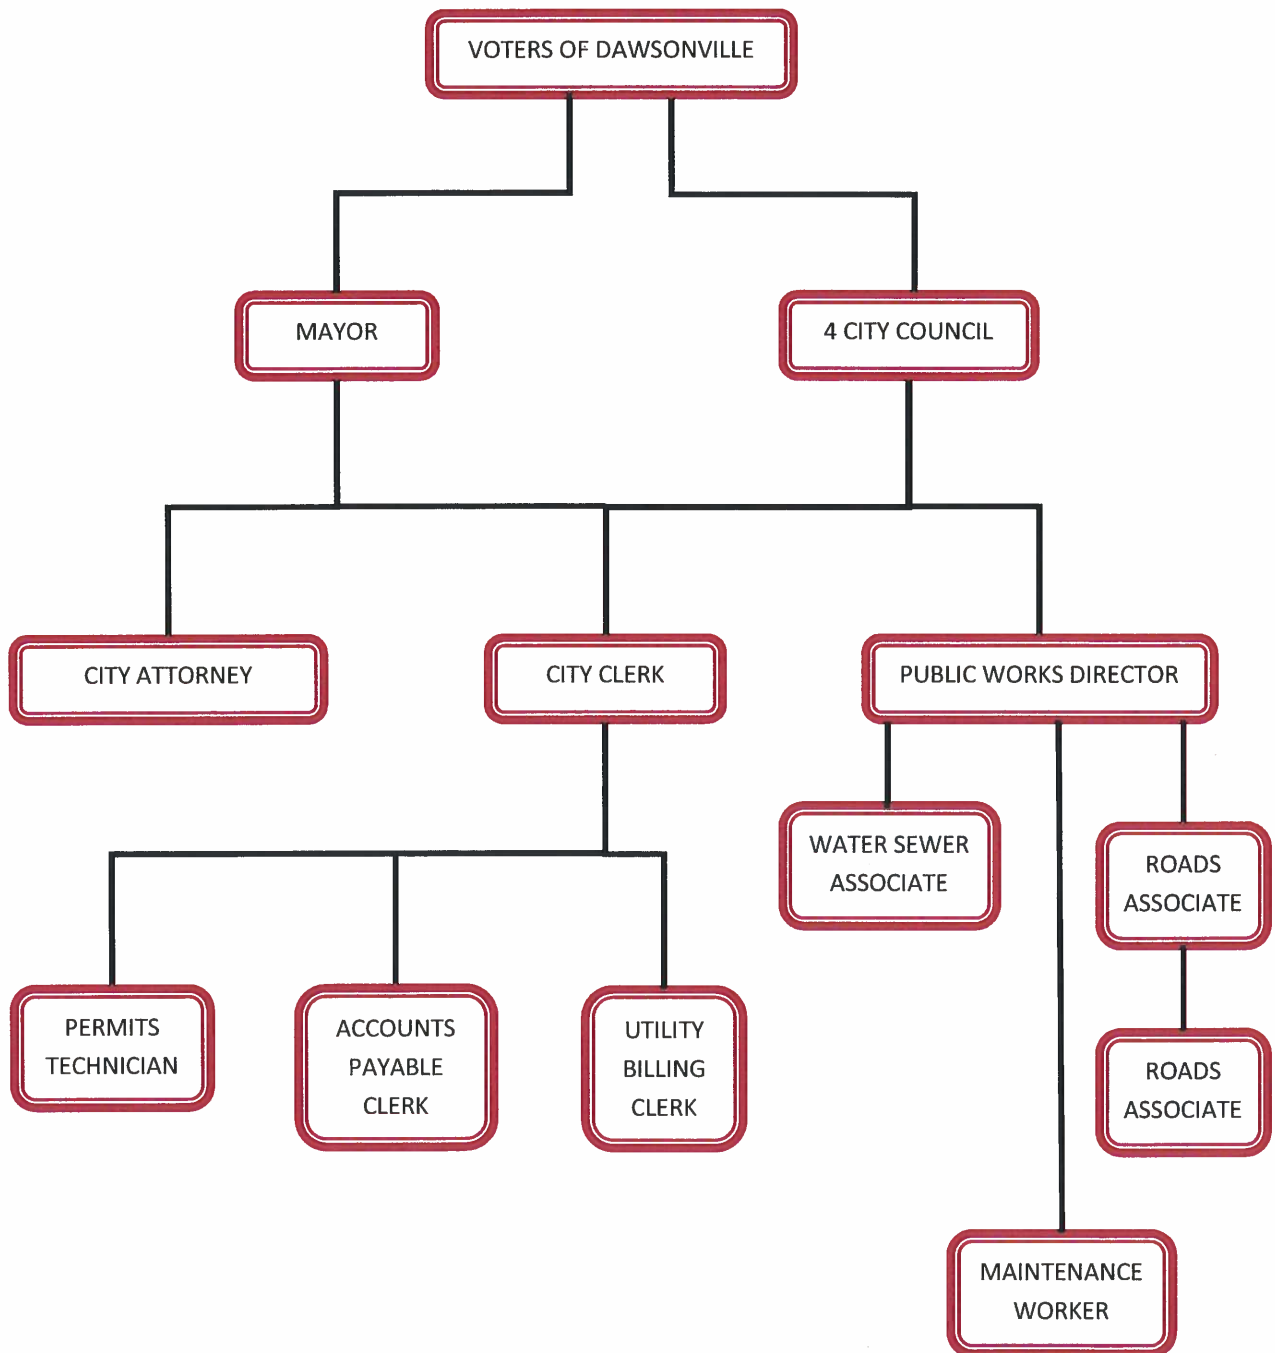 VOTERS OF DAWSONVILLE
MAYOR
4 CITY COUNCIL
CITY ATTORNEY
CITY CLERK
PUBLIC WORKS DIRECTOR
WATER SEWER
ASSOCIATE
ROADS
ASSOCIATE
PERMITS
TECHNICIAN
ACCOUNTS
PAYABLE
CLERK
UTILITY
BILLING
CLERK
ROADS
ASSOCIATE
MAINTENANCE
WORKER